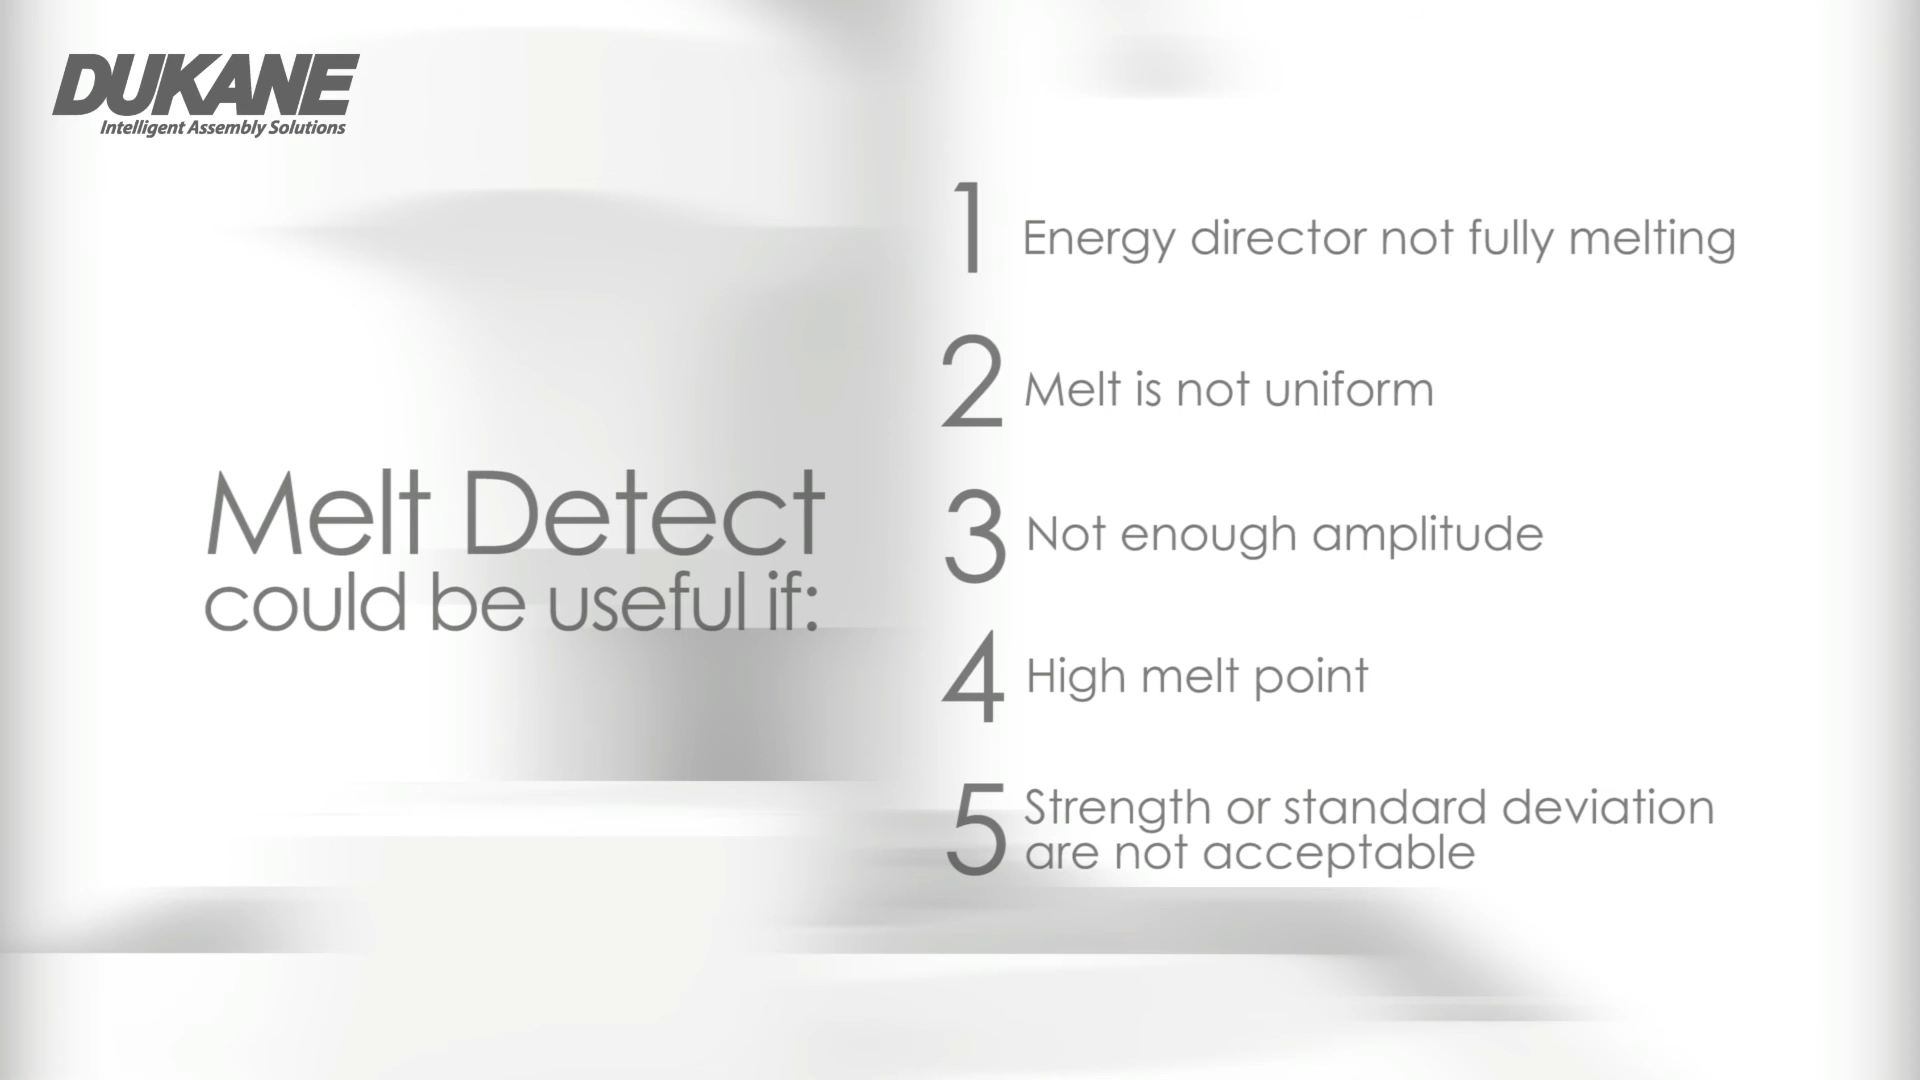 DUKANE
Intelligent Assembly Solutions
Melt Detect
could be useful if:
1 Energy director not fully melting
2 Melt is not uniform
3 Not enough amplitude
4 High melt point
5 Strength or standard deviation
are not acceptable